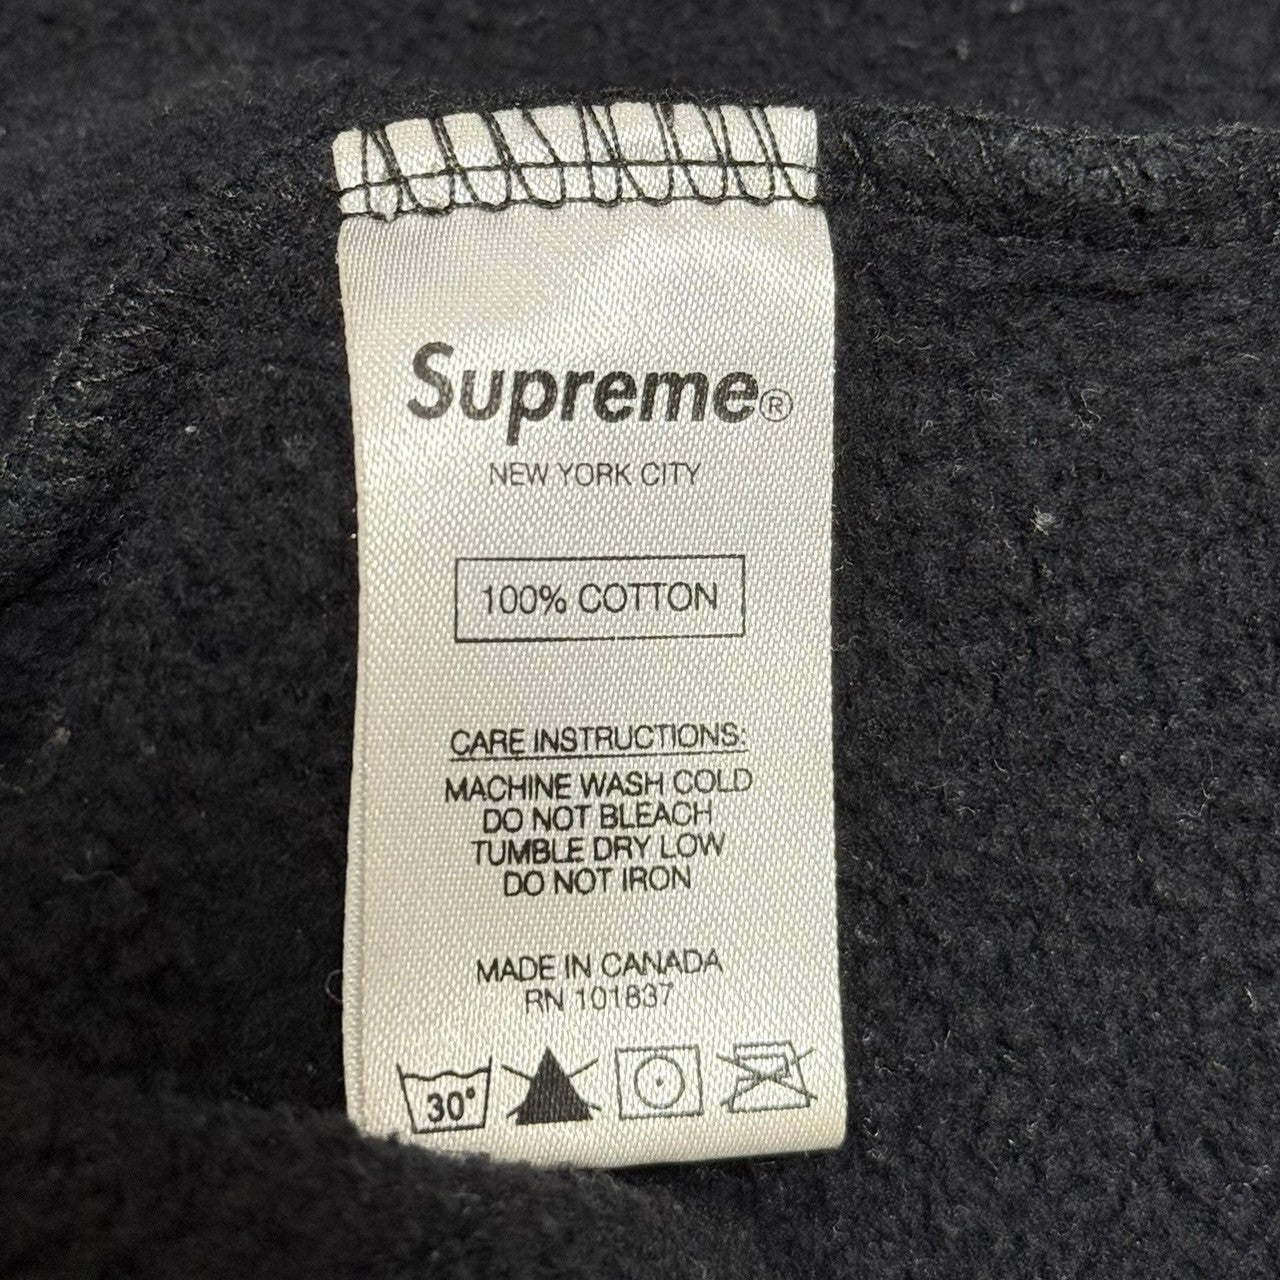 Supreme®
NEW YORK CITY
100% COTTON
CARE INSTRUCTIONS:
MACHINE WASH COLD
DO NOT BLEACH
TUMBLE DRY LOW
DO NOT IRON
MADE IN CANADA
RN 101837
30°